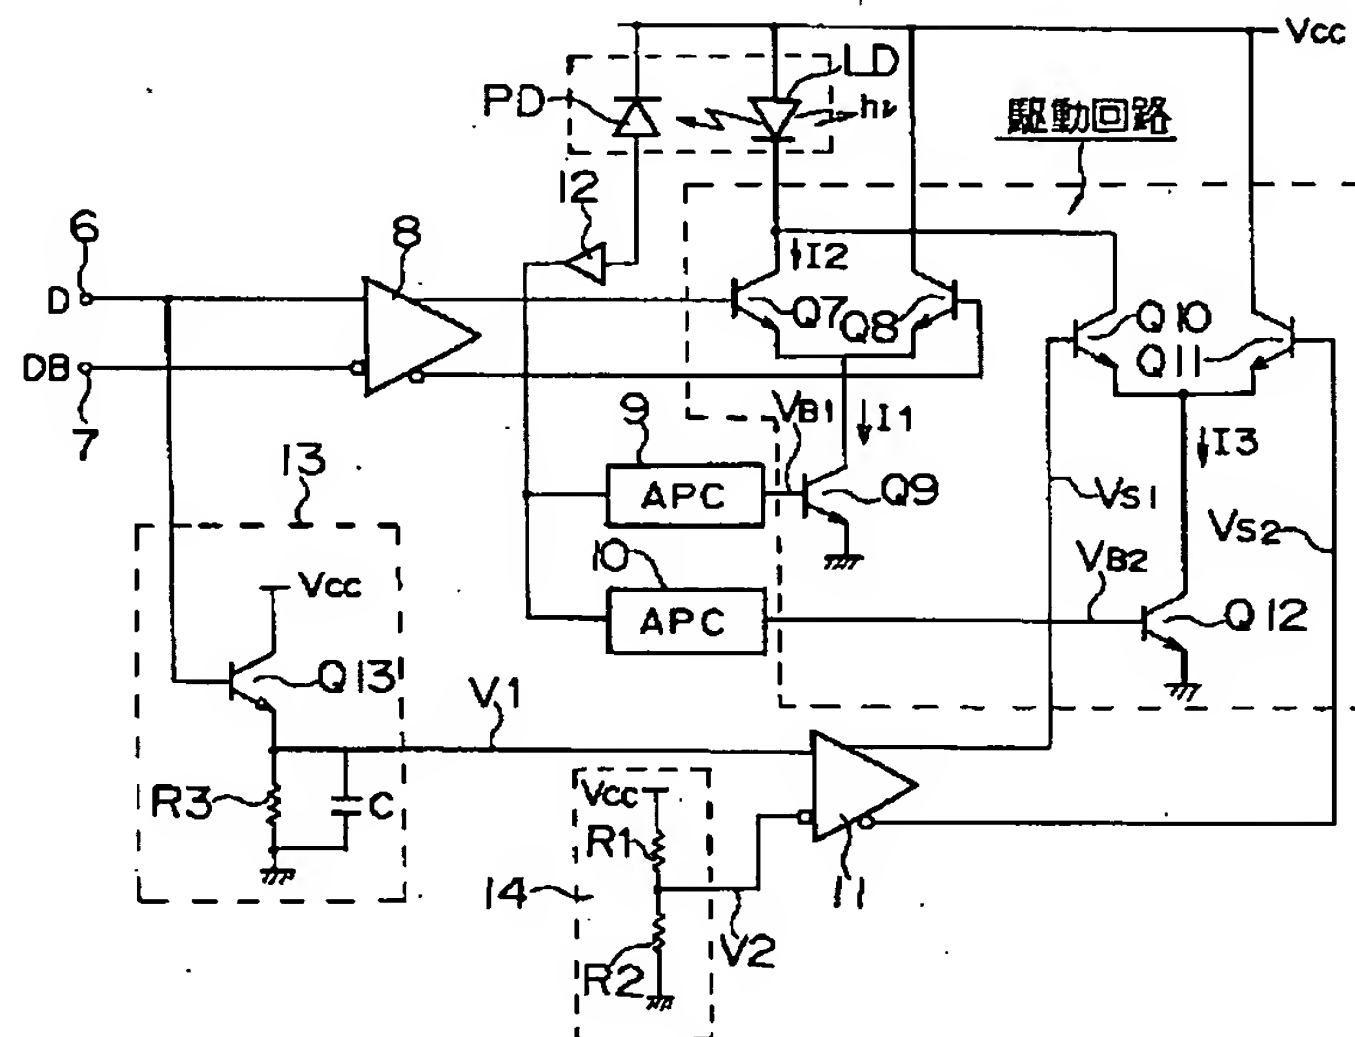 Vcc
LD
PD
hν
駆動回路
12
6
8
D
I2
Q7
Q8
Q10
Q11
DB
7
9
VB1
I1
I3
13
APC
Q9
VS1
VS2
10
VB2
Vcc
APC
Q12
Q13
V1
R3
C
Vcc
R1
14
11
V2
R2